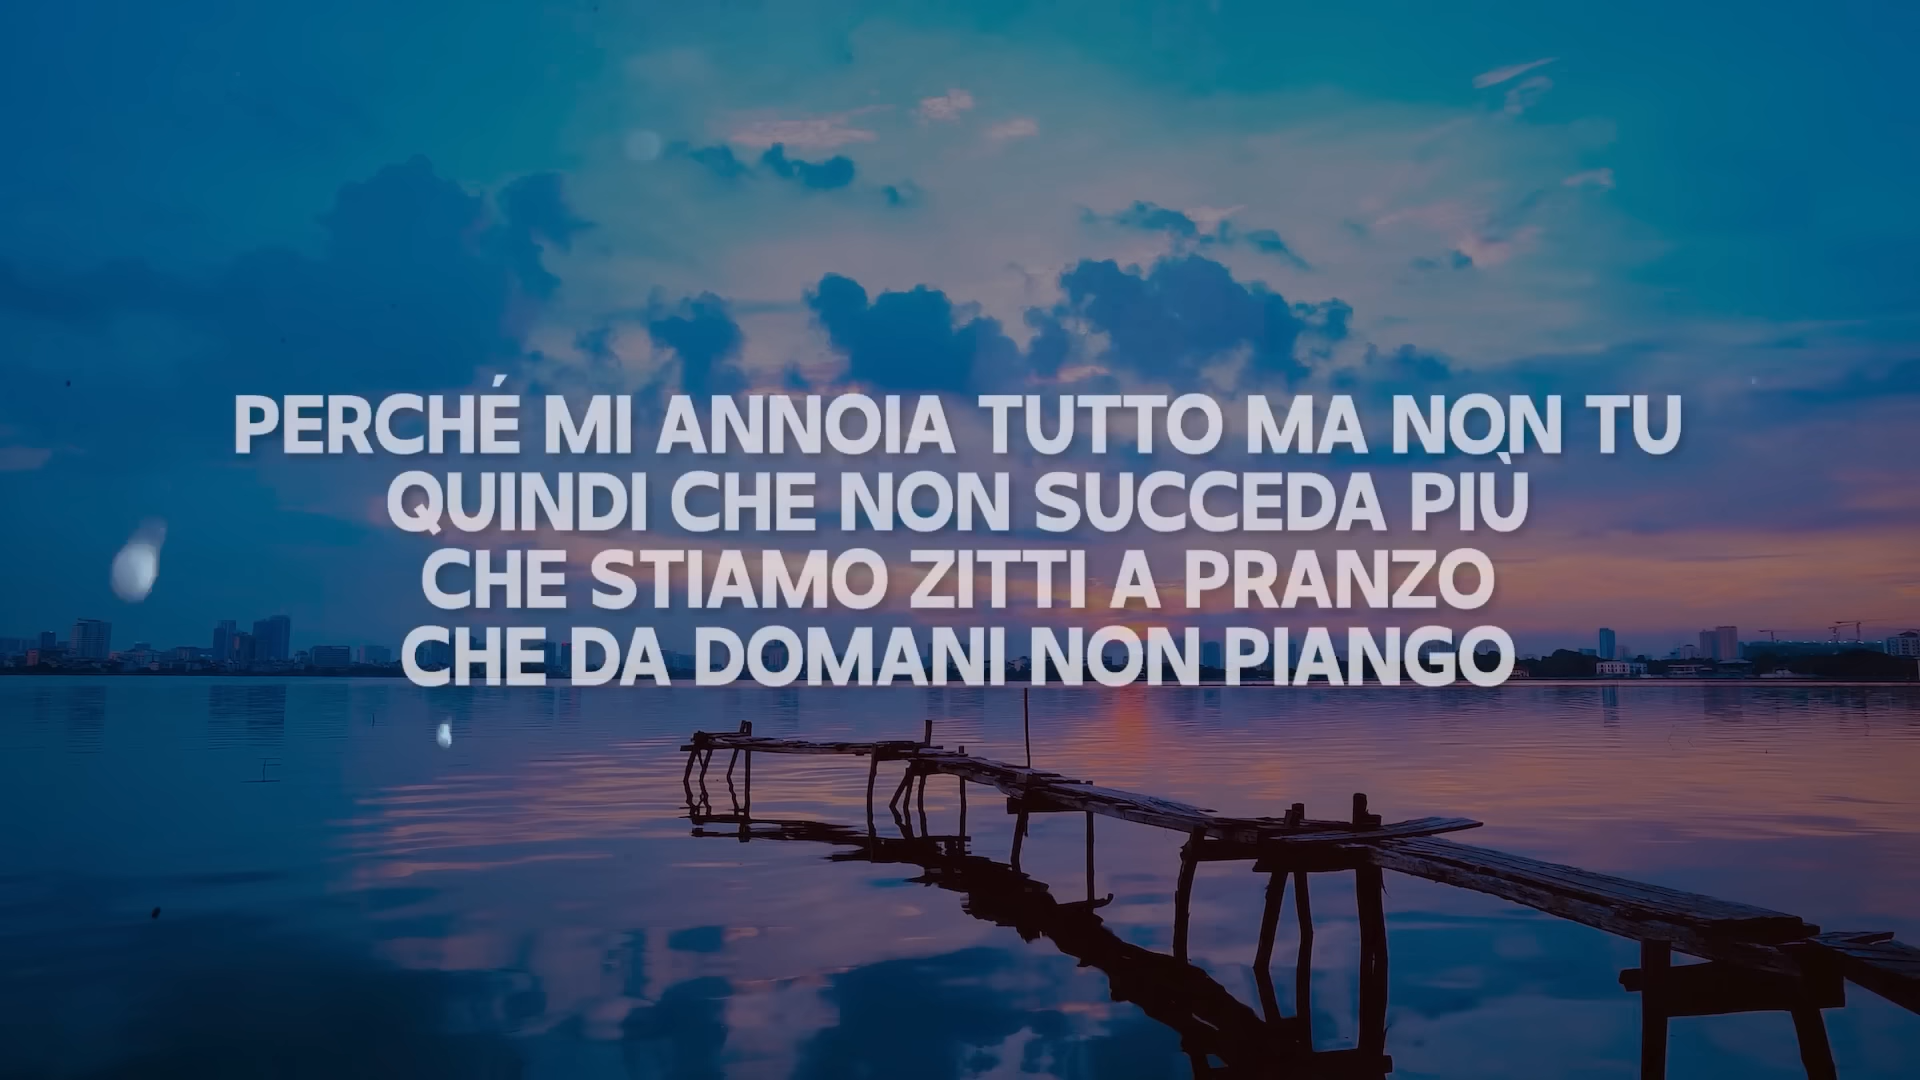 PERCHÉ MI ANNOIA TUTTO MA NON TU
QUINDI CHE NON SUCCEDA PIÙ
CHE STIAMO ZITTI A PRANZO
CHE DA DOMANI NON PIANGO